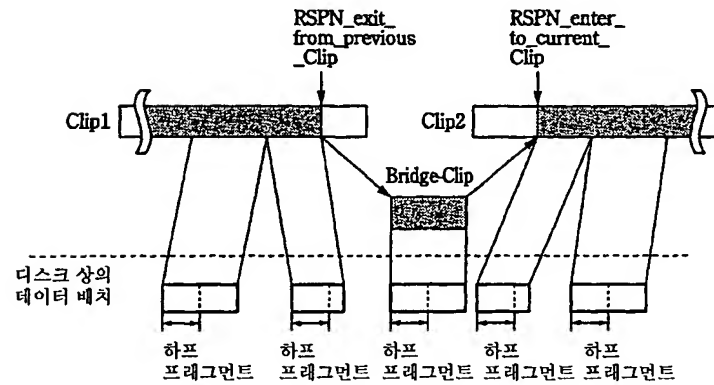 RSPN_exit_
from_previous
_Clip
RSPN_enter_
to_current_
Clip
Clip1
Clip2
Bridge-Clip
디스크 상의
데이터 배치
하프
프래그먼트
하프
프래그먼트
하프
프래그먼트
하프
프래그먼트
하프
프래그먼트